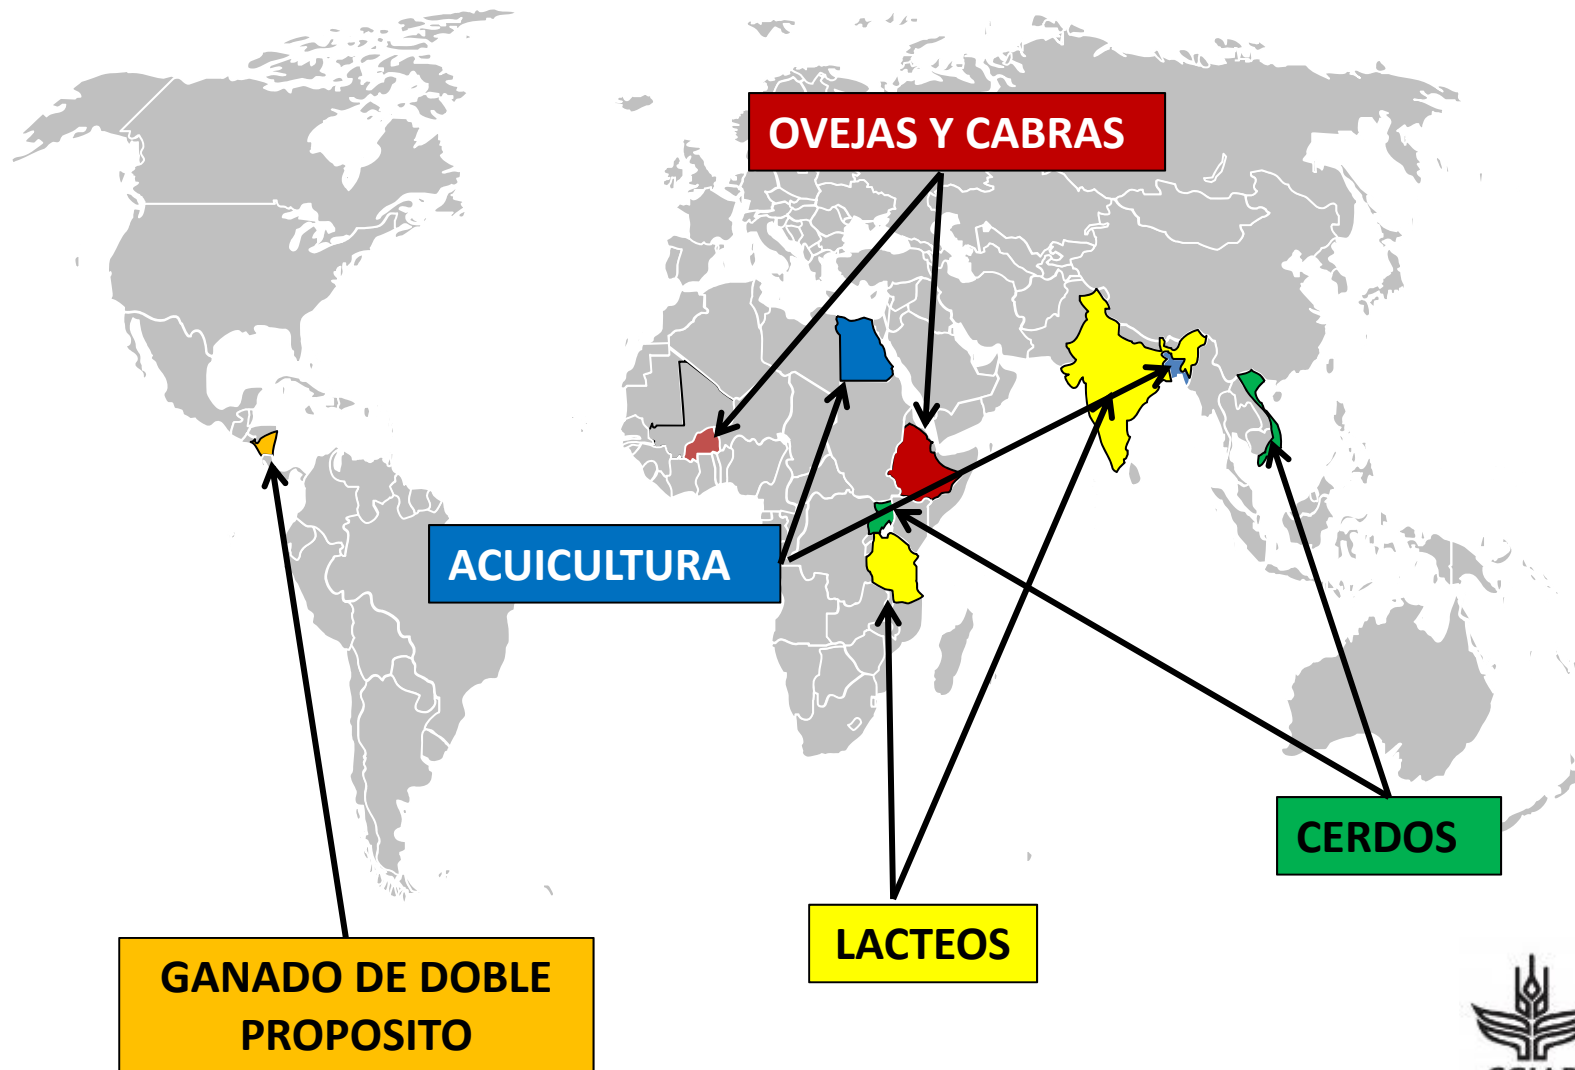 OVEJAS Y CABRAS
ACUICULTURA
CERDOS
LACTEOS
GANADO DE DOBLE
PROPOSITO